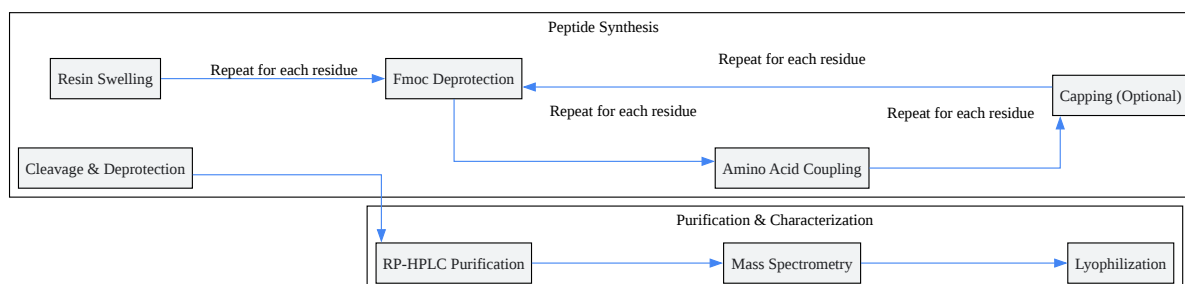 Peptide Synthesis
Repeat for each residue
Resin Swelling
Repeat for each residue
Fmoc Deprotection
Capping (Optional)
Repeat for each residue
Repeat for each residue
Cleavage & Deprotection
Amino Acid Coupling
Purification & Characterization
RP-HPLC Purification
Mass Spectrometry
Lyophilization